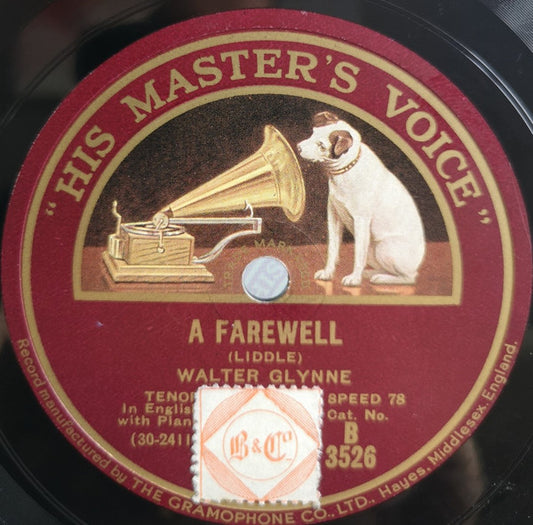 "HIS MASTER'S VOICE"
A FAREWELL
(LIDDLE)
WALTER GLYNNE
TENOR SPEED 78
In English Cat. No.
with Pian B
(30-2411 3526
B & Co
Record manufactured by THE GRAMOPHONE CO., LTD., Hayes, Middlesex, England.